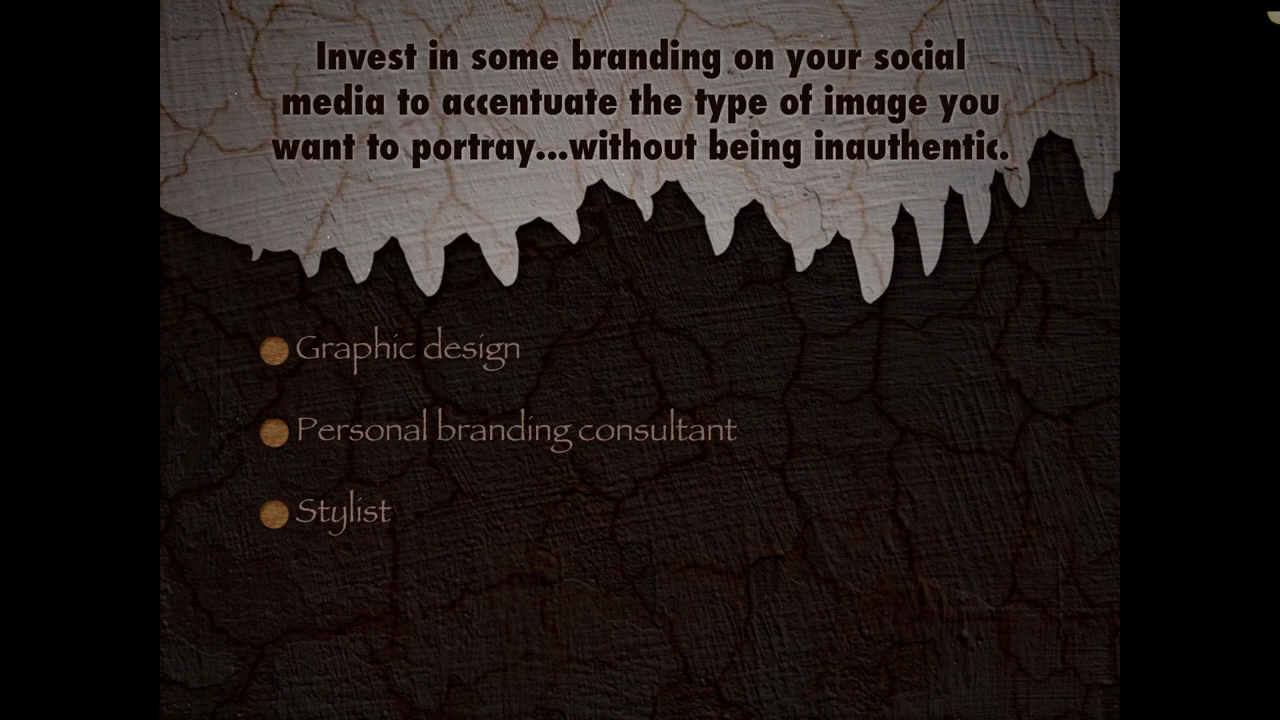 Invest in some branding on your social
media to accentuate the type of image you
want to portray...without being inauthentic.
Graphic design
Personal branding consultant
Stylist